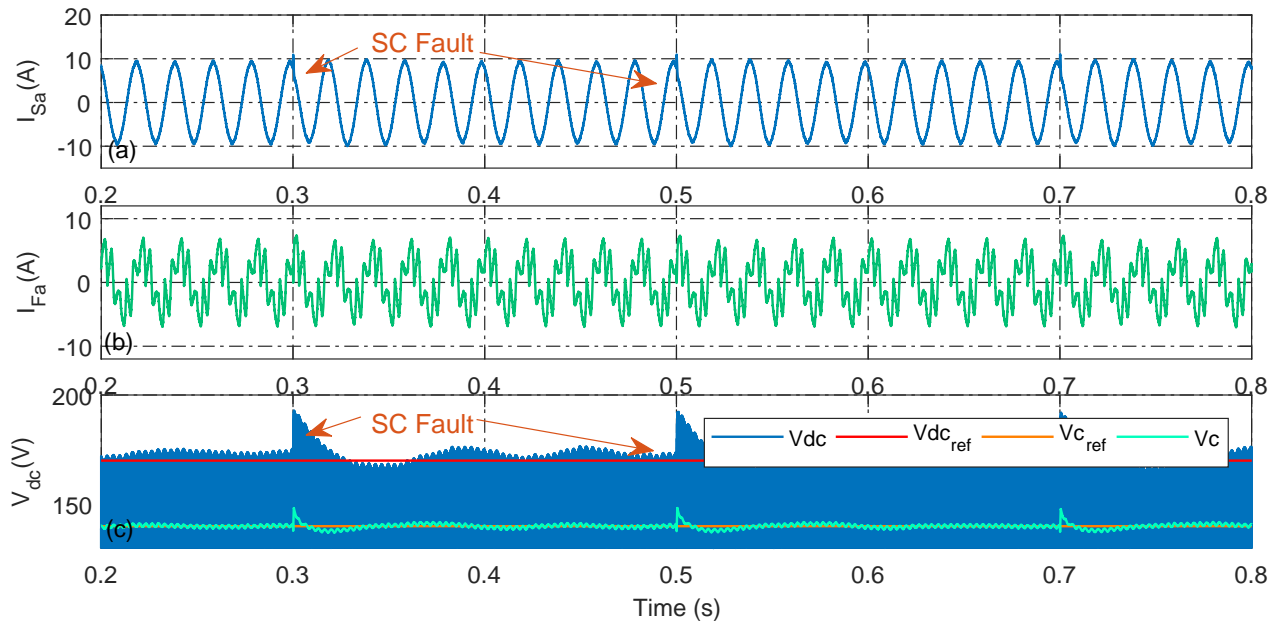 20
10
0
-10
I_Sa(A)
SC Fault
(a)
0.2 0.3 0.4 0.5 0.6 0.7 0.8
10
0
-10
I_Fa(A)
(b)
0.2 0.3 0.4 0.5 0.6 0.7 0.8
200
150
V_dc(V)
SC Fault
Vdc Vdc_ref Vc_ref Vc
(c)
0.2 0.3 0.4 0.5 0.6 0.7 0.8
Time (s)